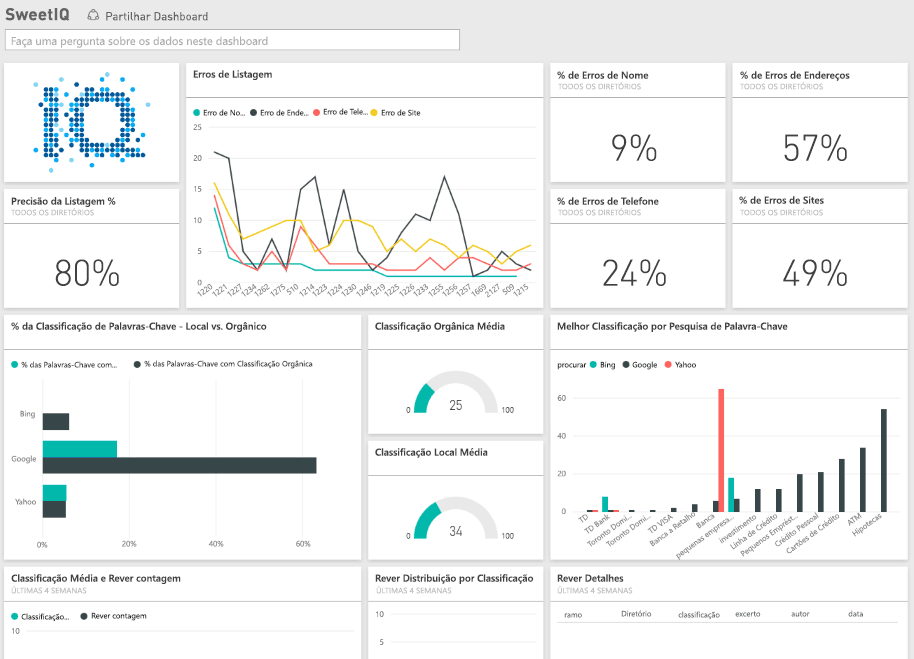 SweetIQ
Partilhar Dashboard
Faça uma pergunta sobre os dados neste dashboard
IQ
Erros de Listagem
Erro de No... Erro de Ende... Erro de Tele... Erro de Site
25
20
15
10
5
0
1220 1221 1227 1234 1262 1275 510 1214 1223 1224 1230 1246 1219 1225 1226 1233 1255 1256 1257 1669 2127 509 1215
% de Erros de Nome
TODOS OS DIRETÓRIOS
9%
% de Erros de Endereços
TODOS OS DIRETÓRIOS
57%
Precisão da Listagem %
TODOS OS DIRETÓRIOS
80%
% de Erros de Telefone
TODOS OS DIRETÓRIOS
24%
% de Erros de Sites
TODOS OS DIRETÓRIOS
49%
% da Classificação de Palavras-Chave - Local vs. Orgânico
% das Palavras-Chave com... % das Palavras-Chave com Classificação Orgânica
Bing
Google
Yahoo
0% 20% 40% 60%
Classificação Orgânica Média
25
0 100
Classificação Local Média
34
0 100
Melhor Classificação por Pesquisa de Palavra-Chave
procurar Bing Google Yahoo
60
40
20
0
TD TD Bank Toronto Domi... Toronto Domi... TD VISA Banca a Retalho Banca pequenas empresa... investimento Linha de Crédito Pequenos Emprést... Crédito Pessoal Cartões de Crédito ATM Hipotecas
Classificação Média e Rever contagem
ÚLTIMAS 4 SEMANAS
Classificação... Rever contagem
10
Rever Distribuição por Classificação
ÚLTIMAS 4 SEMANAS
10
5
Rever Detalhes
ÚLTIMAS 4 SEMANAS
ramo Diretório classificação excerto autor data